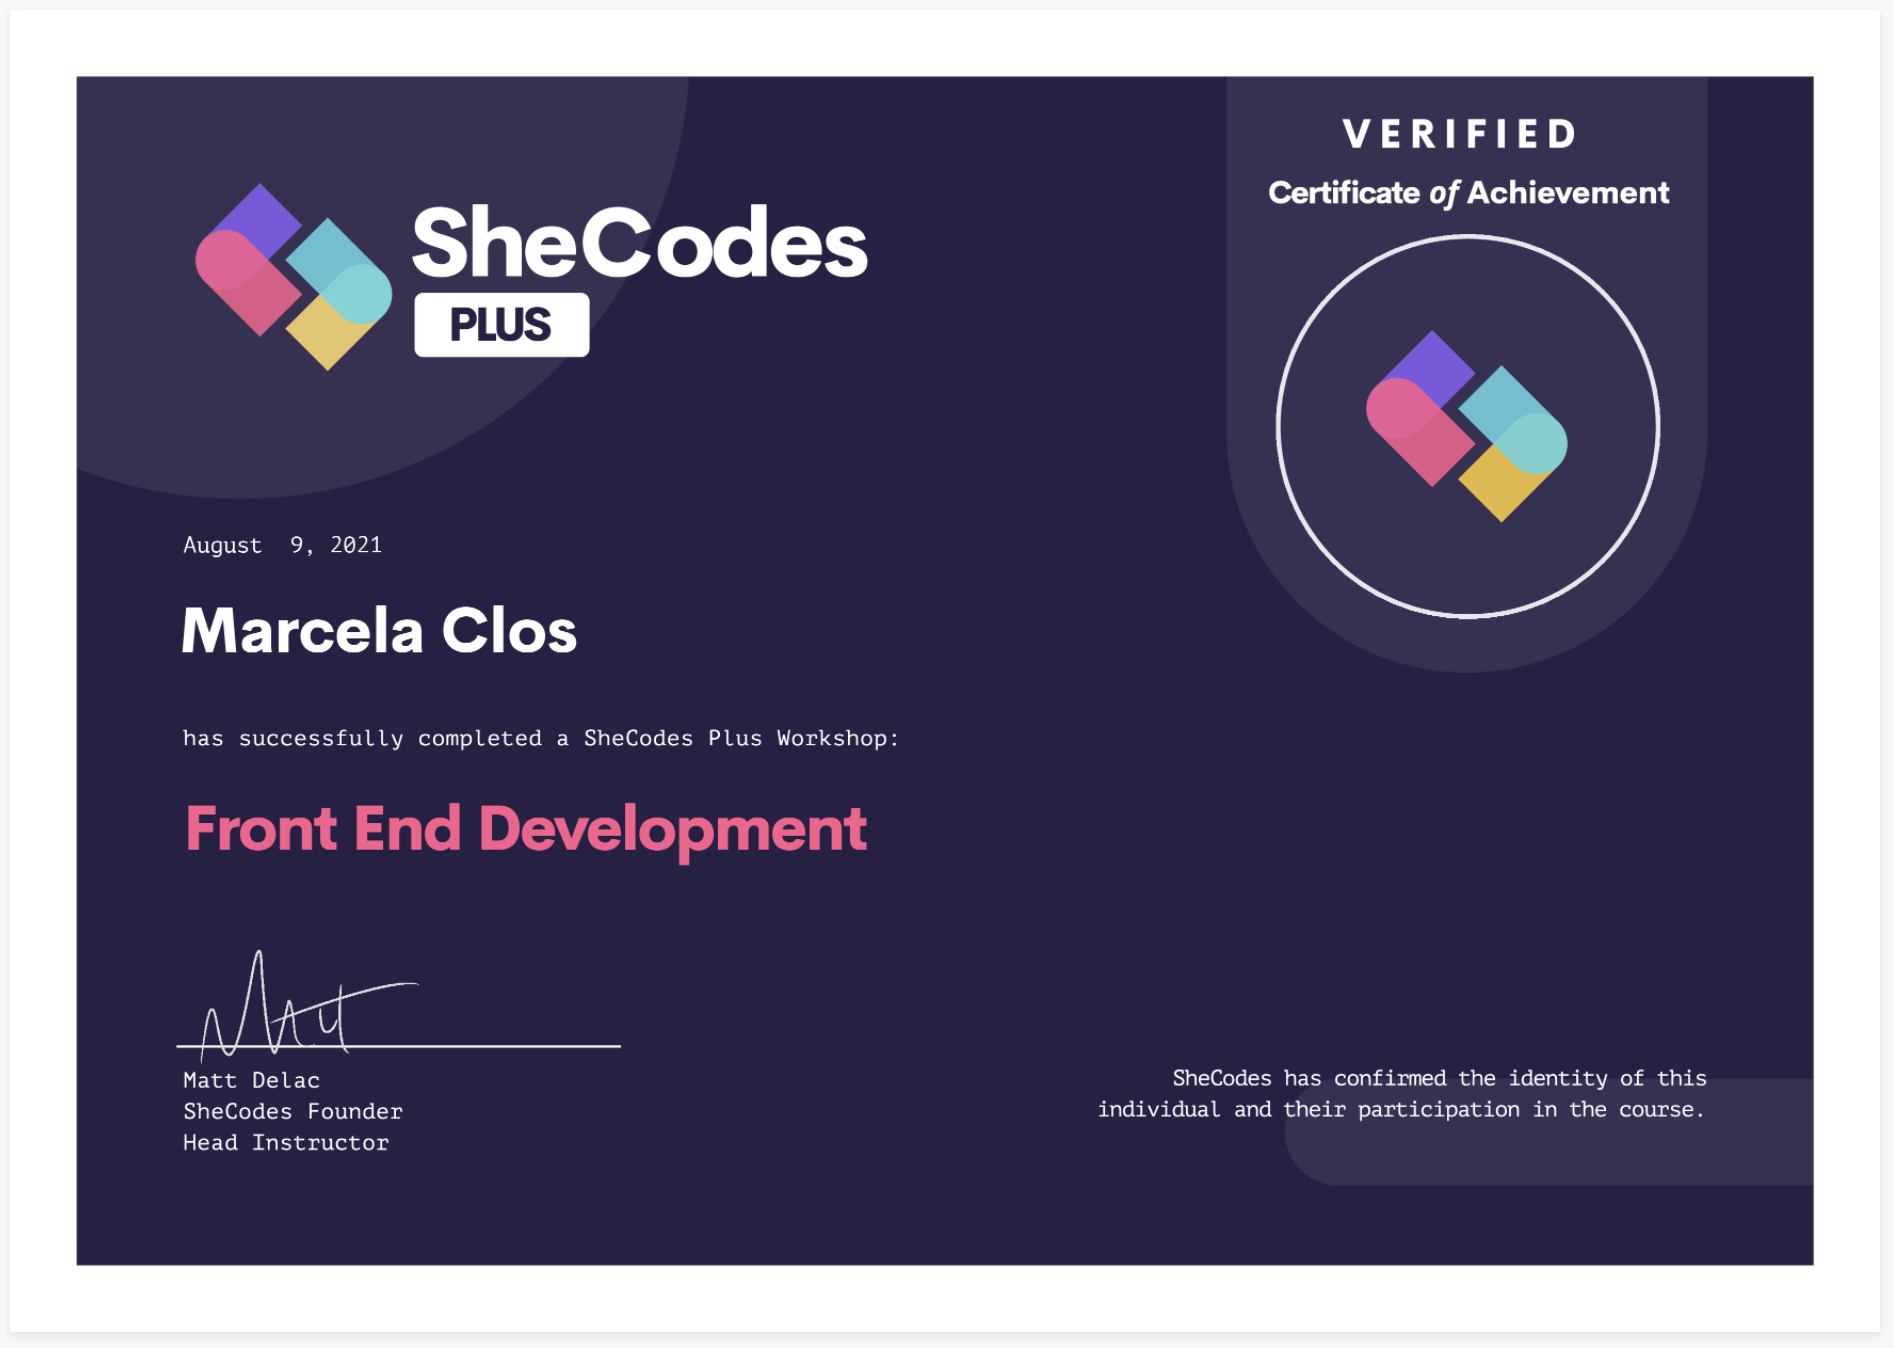 VERIFIED
Certificate of Achievement
SheCodes
PLUS
August 9, 2021
Marcela Clos
has successfully completed a SheCodes Plus Workshop:
Front End Development
Matt
Matt Delac
SheCodes Founder
Head Instructor
SheCodes has confirmed the identity of this
individual and their participation in the course.